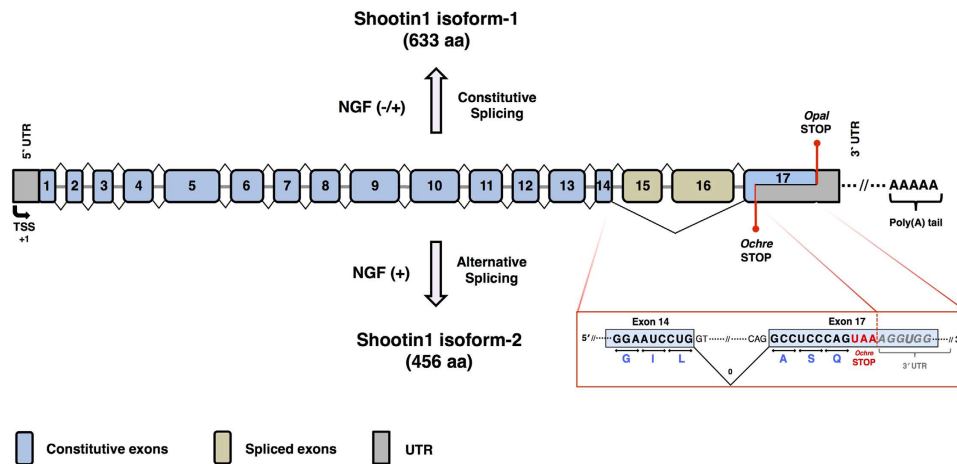 Shootin1 isoform-1
(633 aa)
NGF (-/+)
Constitutive
Splicing
5` UTR
Opal
STOP
3` UTR
1 2 3 4 5 6 7 8 9 10 11 12 13 14 15 16 17
···· // ···· AAAAA
Poly(A) tail
TSS
+1
Ochre
STOP
NGF (+)
Alternative
Splicing
Shootin1 isoform-2
(456 aa)
Exon 14
Exon 17
5' //···· GGAAUCCUG GT ····//···· CAG GCCUCCCAGUAAAGGUGG ····// 3'
G I L
0
A S Q
Ochre
STOP
3' UTR
Constitutive exons
Spliced exons
UTR